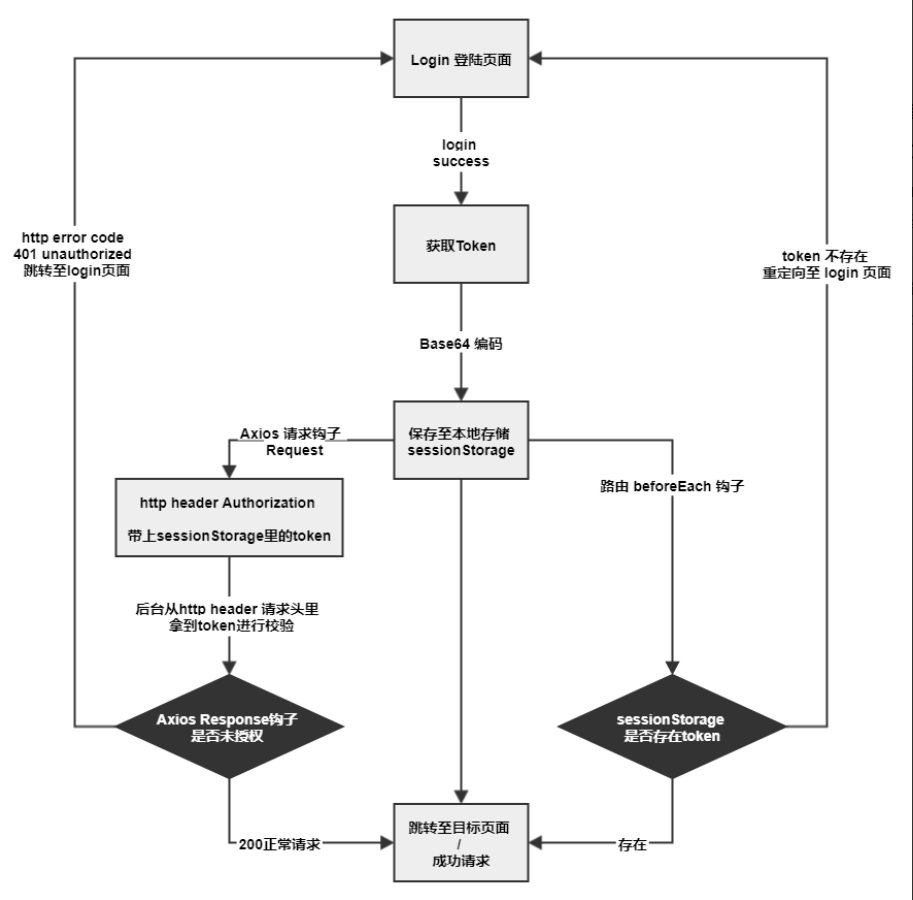 Login 登陆页面
login
success
http error code
401 unauthorized
跳转至login页面
获取Token
token 不存在
重定向至 login 页面
Base64 编码
Axios 请求钩子
Request
保存至本地存储
sessionStorage
路由 beforeEach 钩子
http header Authorization
带上sessionStorage里的token
后台从http header 请求头里
拿到token进行校验
Axios Response钩子
是否未授权
sessionStorage
是否存在token
200正常请求
跳转至目标页面
/
成功请求
存在